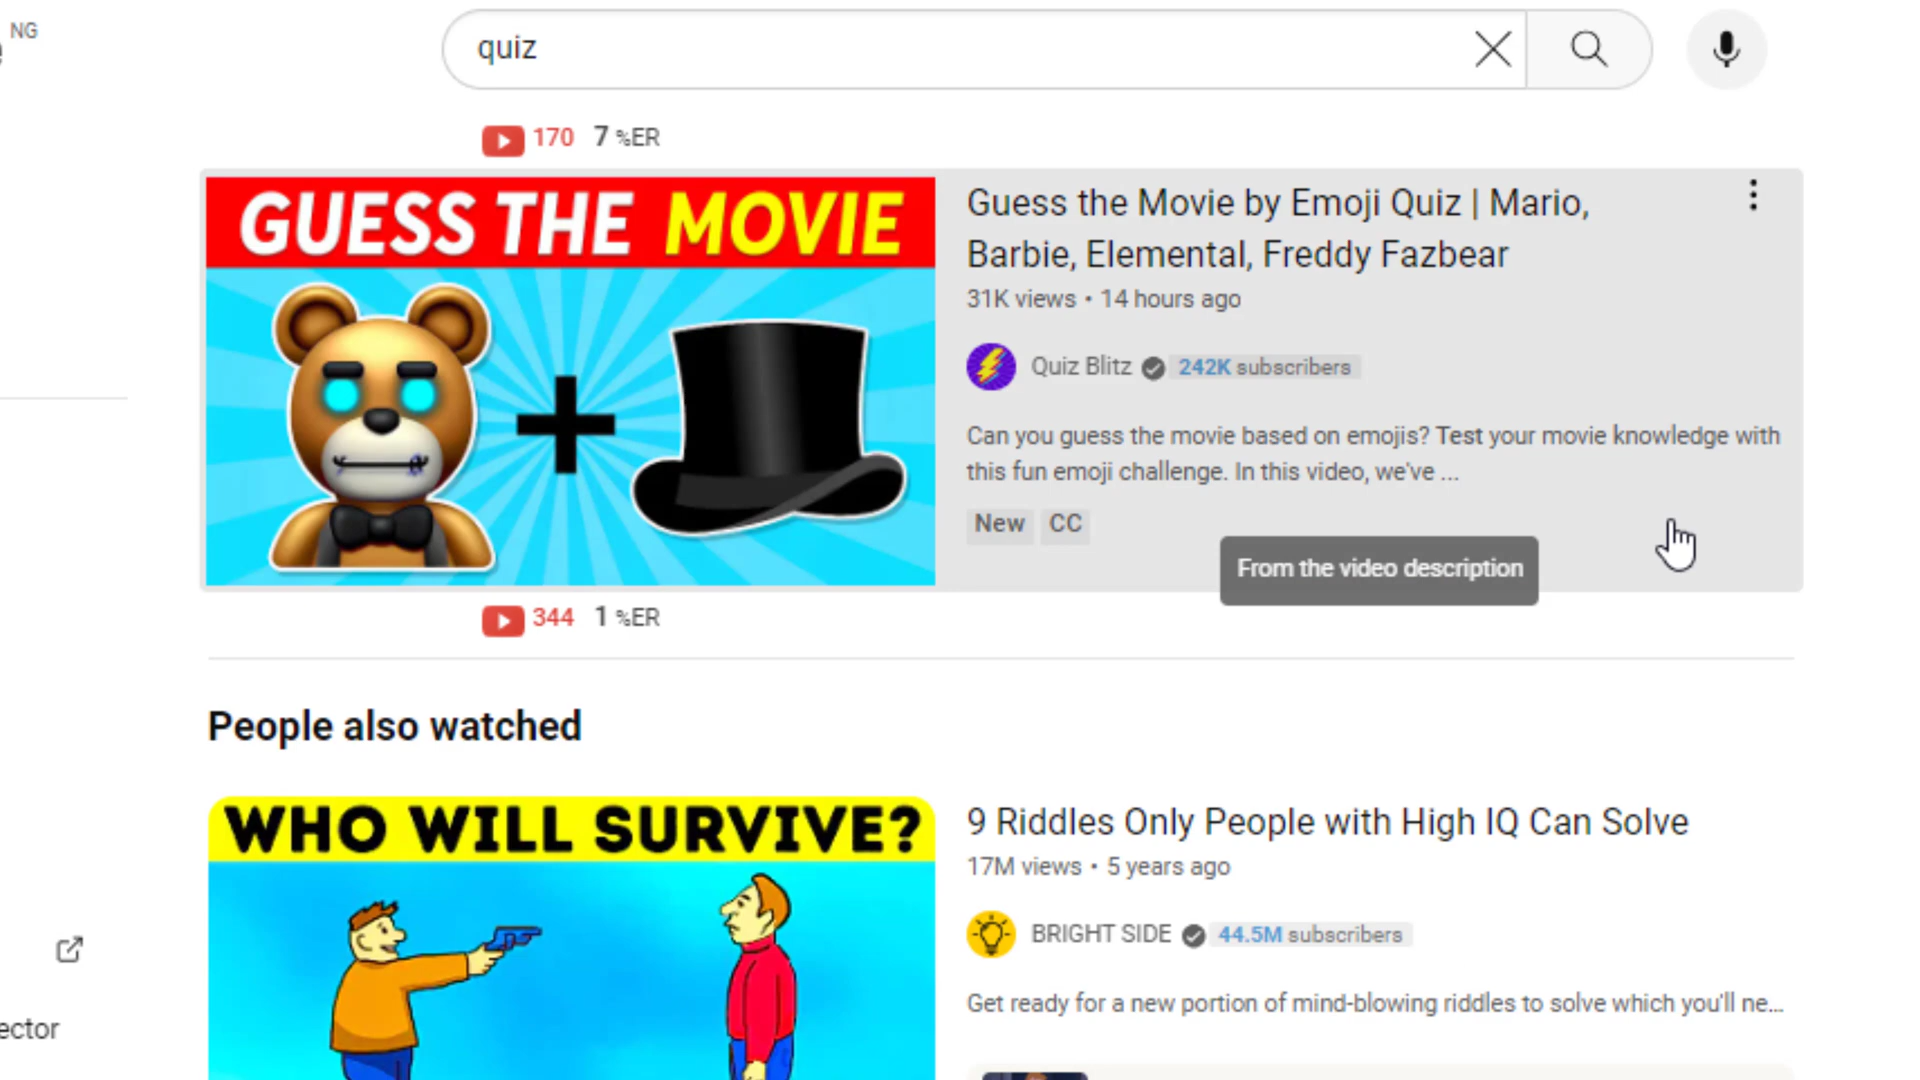 NG
quiz
170 7 %ER
GUESS THE MOVIE
Guess the Movie by Emoji Quiz | Mario,
Barbie, Elemental, Freddy Fazbear
31K views • 14 hours ago
Quiz Blitz 242K subscribers
Can you guess the movie based on emojis? Test your movie knowledge with
this fun emoji challenge. In this video, we've ...
New CC
From the video description
344 1 %ER
People also watched
WHO WILL SURVIVE?
9 Riddles Only People with High IQ Can Solve
17M views • 5 years ago
BRIGHT SIDE 44.5M subscribers
Get ready for a new portion of mind-blowing riddles to solve which you'll ne...
ector